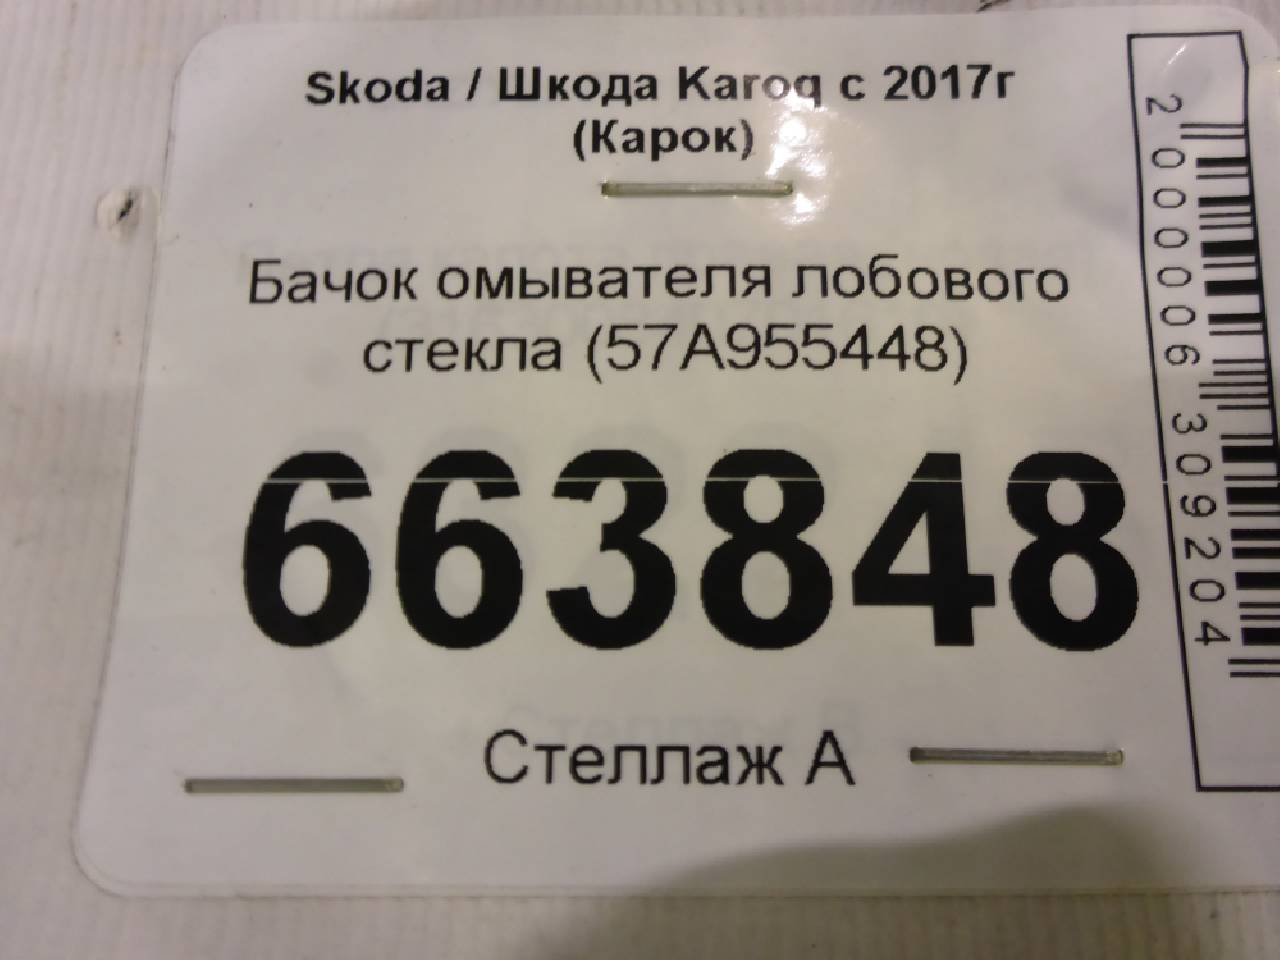 Skoda / Шкода Karoq с 2017г
(Карок)
Бачок омывателя лобового
стекла (57A955448)
663848
Стеллаж А
2000006309204